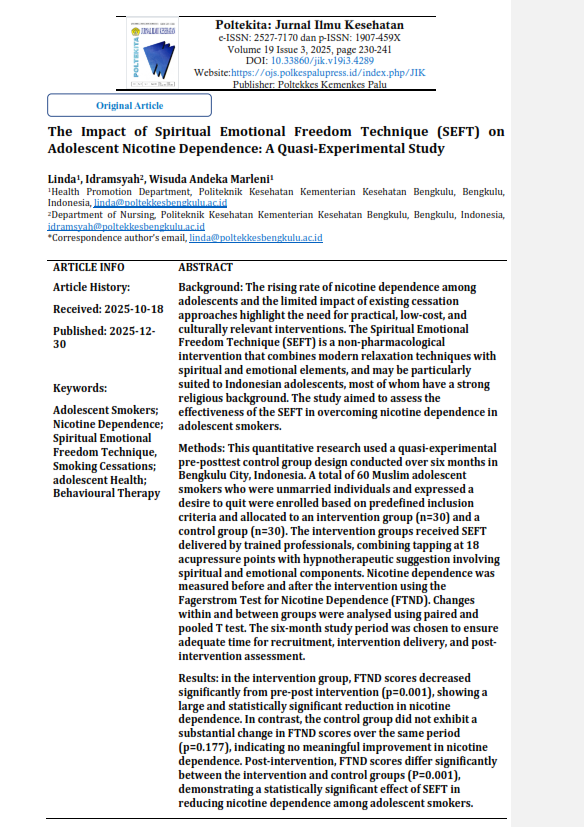 POLTEKITA
JURNAL ILMU KESEHATAN
Poltekita: Jurnal Ilmu Kesehatan
e-ISSN: 2527-7170 dan p-ISSN: 1907-459X
Volume 19 Issue 3, 2025, page 230-241
DOI: 10.33860/jik.v19i3.4289
Website:https://ojs.polkespalupress.id/index.php/JIK
Publisher: Poltekkes Kemenkes Palu
Original Article
The Impact of Spiritual Emotional Freedom Technique (SEFT) on
Adolescent Nicotine Dependence: A Quasi-Experimental Study
Linda¹, Idramsyah², Wisuda Andeka Marleni¹
¹Health Promotion Department, Politeknik Kesehatan Kementerian Kesehatan Bengkulu, Bengkulu,
Indonesia, linda@poltekkesbengkulu.ac.id
²Department of Nursing, Politeknik Kesehatan Kementerian Kesehatan Bengkulu, Bengkulu, Indonesia,
idramsyah@poltekkesbengkulu.ac.id
*Correspondence author's email, linda@poltekkesbengkulu.ac.id
ARTICLE INFO
Article History:
Received: 2025-10-18
Published: 2025-12-
30
Keywords:
Adolescent Smokers;
Nicotine Dependence;
Spiritual Emotional
Freedom Technique,
Smoking Cessations;
adolescent Health;
Behavioural Therapy
ABSTRACT
Background: The rising rate of nicotine dependence among
adolescents and the limited impact of existing cessation
approaches highlight the need for practical, low-cost, and
culturally relevant interventions. The Spiritual Emotional
Freedom Technique (SEFT) is a non-pharmacological
intervention that combines modern relaxation techniques with
spiritual and emotional elements, and may be particularly
suited to Indonesian adolescents, most of whom have a strong
religious background. The study aimed to assess the
effectiveness of the SEFT in overcoming nicotine dependence in
adolescent smokers.
Methods: This quantitative research used a quasi-experimental
pre-posttest control group design conducted over six months in
Bengkulu City, Indonesia. A total of 60 Muslim adolescent
smokers who were unmarried individuals and expressed a
desire to quit were enrolled based on predefined inclusion
criteria and allocated to an intervention group (n=30) and a
control group (n=30). The intervention groups received SEFT
delivered by trained professionals, combining tapping at 18
acupressure points with hypnotherapeutic suggestion involving
spiritual and emotional components. Nicotine dependence was
measured before and after the intervention using the
Fagerstrom Test for Nicotine Dependence (FTND). Changes
within and between groups were analysed using paired and
pooled T test. The six-month study period was chosen to ensure
adequate time for recruitment, intervention delivery, and post-
intervention assessment.
Results: in the intervention group, FTND scores decreased
significantly from pre-post intervention (p=0.001), showing a
large and statistically significant reduction in nicotine
dependence. In contrast, the control group did not exhibit a
substantial change in FTND scores over the same period
(p=0.177), indicating no meaningful improvement in nicotine
dependence. Post-intervention, FTND scores differ significantly
between the intervention and control groups (P=0.001),
demonstrating a statistically significant effect of SEFT in
reducing nicotine dependence among adolescent smokers.